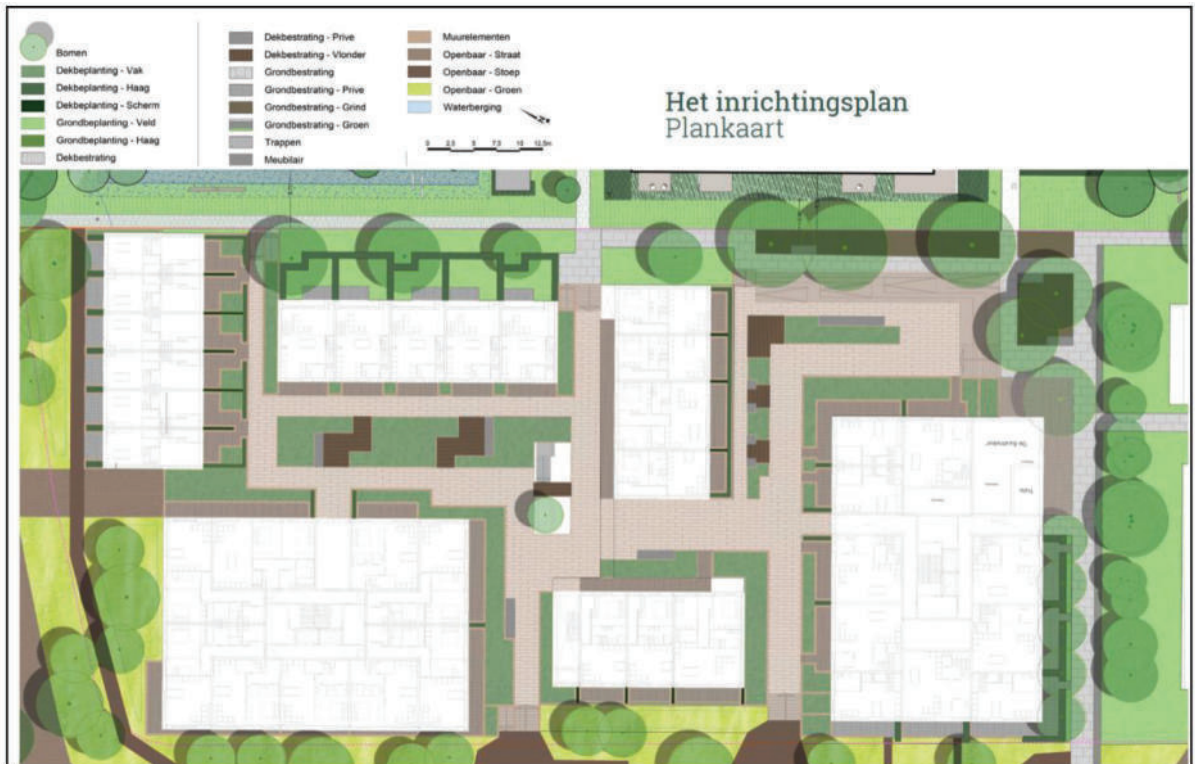 Bomen
Dekbeplanting - Vak
Dekbeplanting - Haag
Dekbeplanting - Scherm
Grondbeplanting - Veld
Grondbeplanting - Haag
Dekbestrating
Dekbestrating - Prive
Dekbestrating - Vlonder
Grondbestrating
Grondbestrating - Prive
Grondbestrating - Grind
Grondbestrating - Groen
Trappen
Meubilair
Muurelementen
Openbaar - Straat
Openbaar - Stoep
Openbaar - Groen
Waterberging
0 2,5 5 7,5 10 12,5m
Het inrichtingsplan
Plankaart